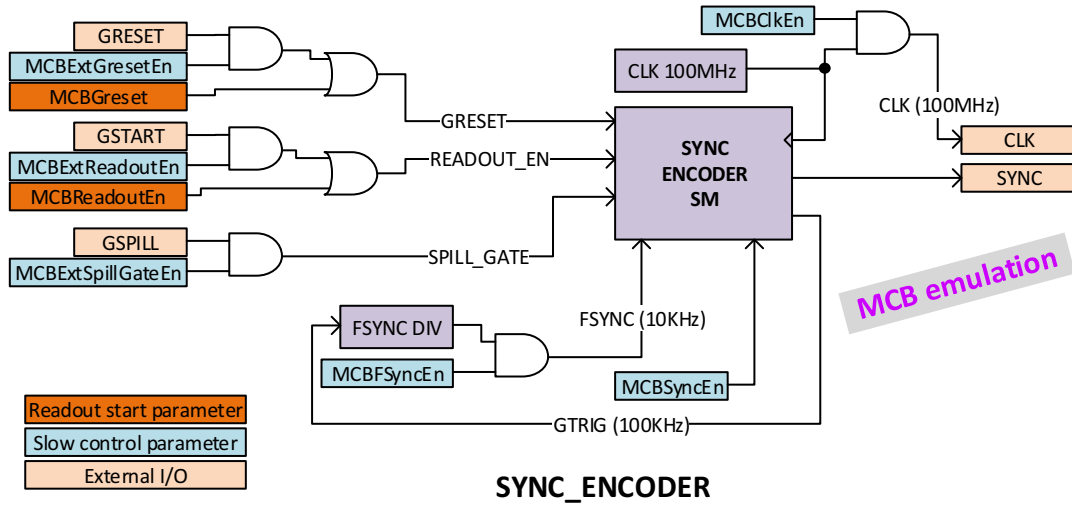 GRESET
MCBExtGresetEn
MCBGreset
GSTART
MCBExtReadoutEn
MCBReadoutEn
GSPILL
MCBExtSpillGateEn
GRESET
READOUT_EN
SPILL_GATE
MCBClkEn
CLK 100MHz
CLK (100MHz)
SYNC
ENCODER
SM
CLK
SYNC
MCB emulation
FSYNC DIV
MCBFSyncEn
FSYNC (10KHz)
MCBSyncEn
GTRIG (100KHz)
Readout start parameter
Slow control parameter
External I/O
SYNC_ENCODER